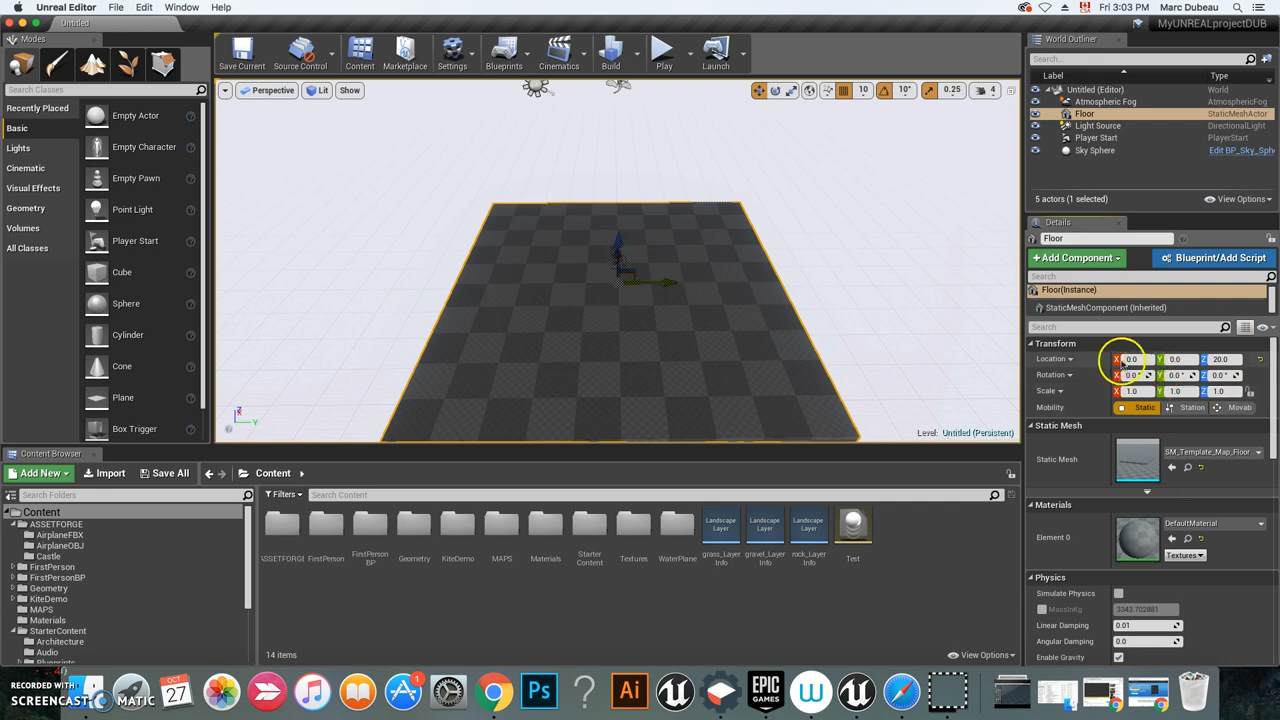 Unreal Editor File Edit Window Help Fri 3:03 PM Marc Dubeau
Untitled MyUNREALprojectDUB
Modes
Search Classes
Recently Placed
Basic
Lights
Cinematic
Visual Effects
Geometry
Volumes
All Classes
Empty Actor
Empty Character
Empty Pawn
Point Light
Player Start
Cube
Sphere
Cylinder
Cone
Plane
Box Trigger
Save Current Source Control Content Marketplace Settings Blueprints Cinematics Build Play Launch
Perspective Lit Show 10 10° 0.25 4
Z
Y
Level: Untitled (Persistent)
World Outliner
Search...
Label Type
Untitled (Editor) World
Atmospheric Fog AtmosphericFog
Floor StaticMeshActor
Light Source DirectionalLight
Player Start PlayerStart
Sky Sphere Edit BP_Sky_Sph
5 actors (1 selected) View Options
Details
Floor
+Add Component Blueprint/Add Script
Search
Floor(Instance)
StaticMeshComponent (Inherited)
Search
Transform
Location X 0.0 Y 0.0 Z 20.0
Rotation X 0.0 ° Y 0.0 ° Z 0.0 °
Scale X 1.0 Y 1.0 Z 1.0
Mobility Static Station Movab
Static Mesh
Static Mesh SM_Template_Map_Floor
Materials
Element 0 DefaultMaterial
Textures
Physics
Simulate Physics
MassInKg 3343.702881
Linear Damping 0.01
Angular Damping 0.0
Enable Gravity
Content Browser
Add New Import Save All Content
Search Folders
Content
ASSETFORGE
AirplaneFBX
AirplaneOBJ
Castle
FirstPerson
FirstPersonBP
Geometry
KiteDemo
MAPS
Materials
StarterContent
Architecture
Audio
Blueprints
Filters Search Content
Landscape Layer
Landscape Layer
Landscape Layer
ASSETFORGE
FirstPerson
FirstPerson BP
Geometry
KiteDemo
MAPS
Materials
Starter Content
Textures
WaterPlane
grass_Layer Info
gravel_Layer Info
rock_Layer Info
Test
14 items View Options
RECORDED WITH
SCREENCAST MATIC
OCT
27
1
Ps
?
Ai
EPIC GAMES
W